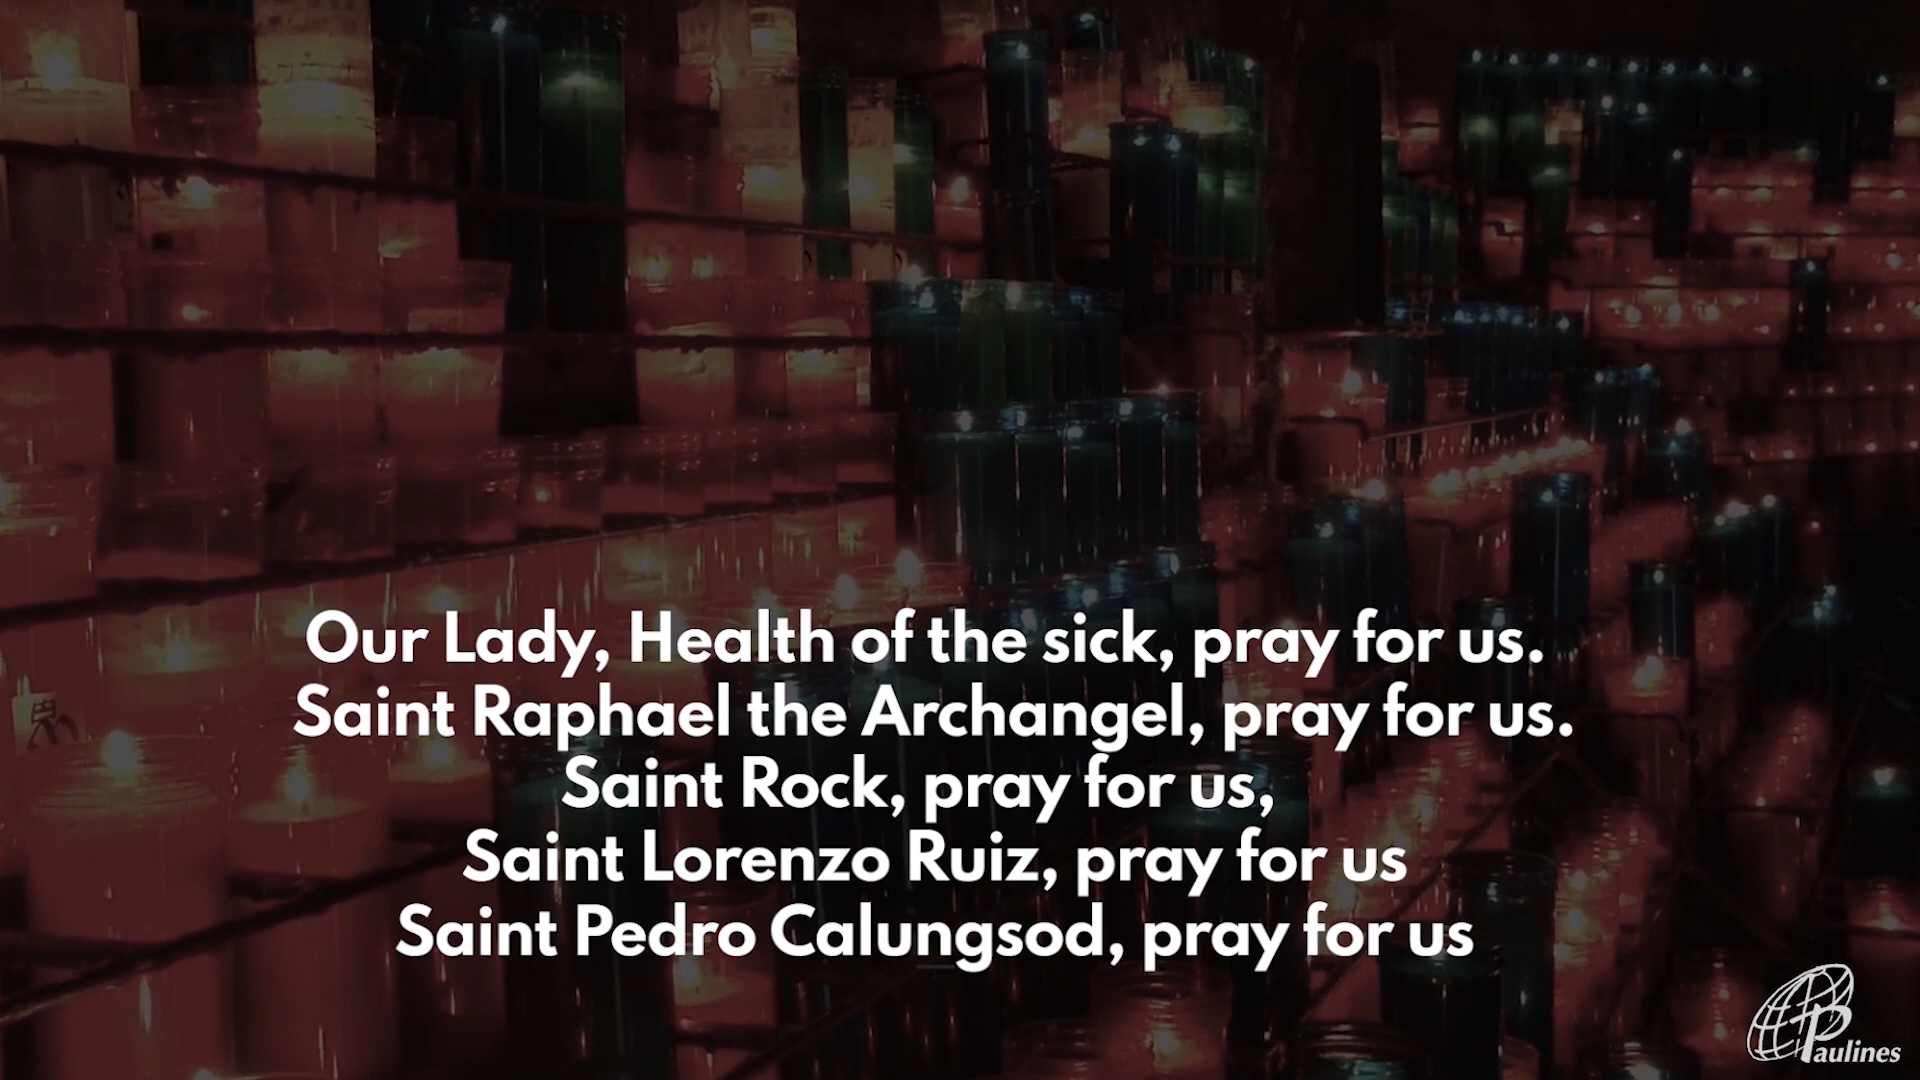 Our Lady, Health of the sick, pray for us.
Saint Raphael the Archangel, pray for us.
Saint Rock, pray for us,
Saint Lorenzo Ruiz, pray for us
Saint Pedro Calungsod, pray for us
Paulines